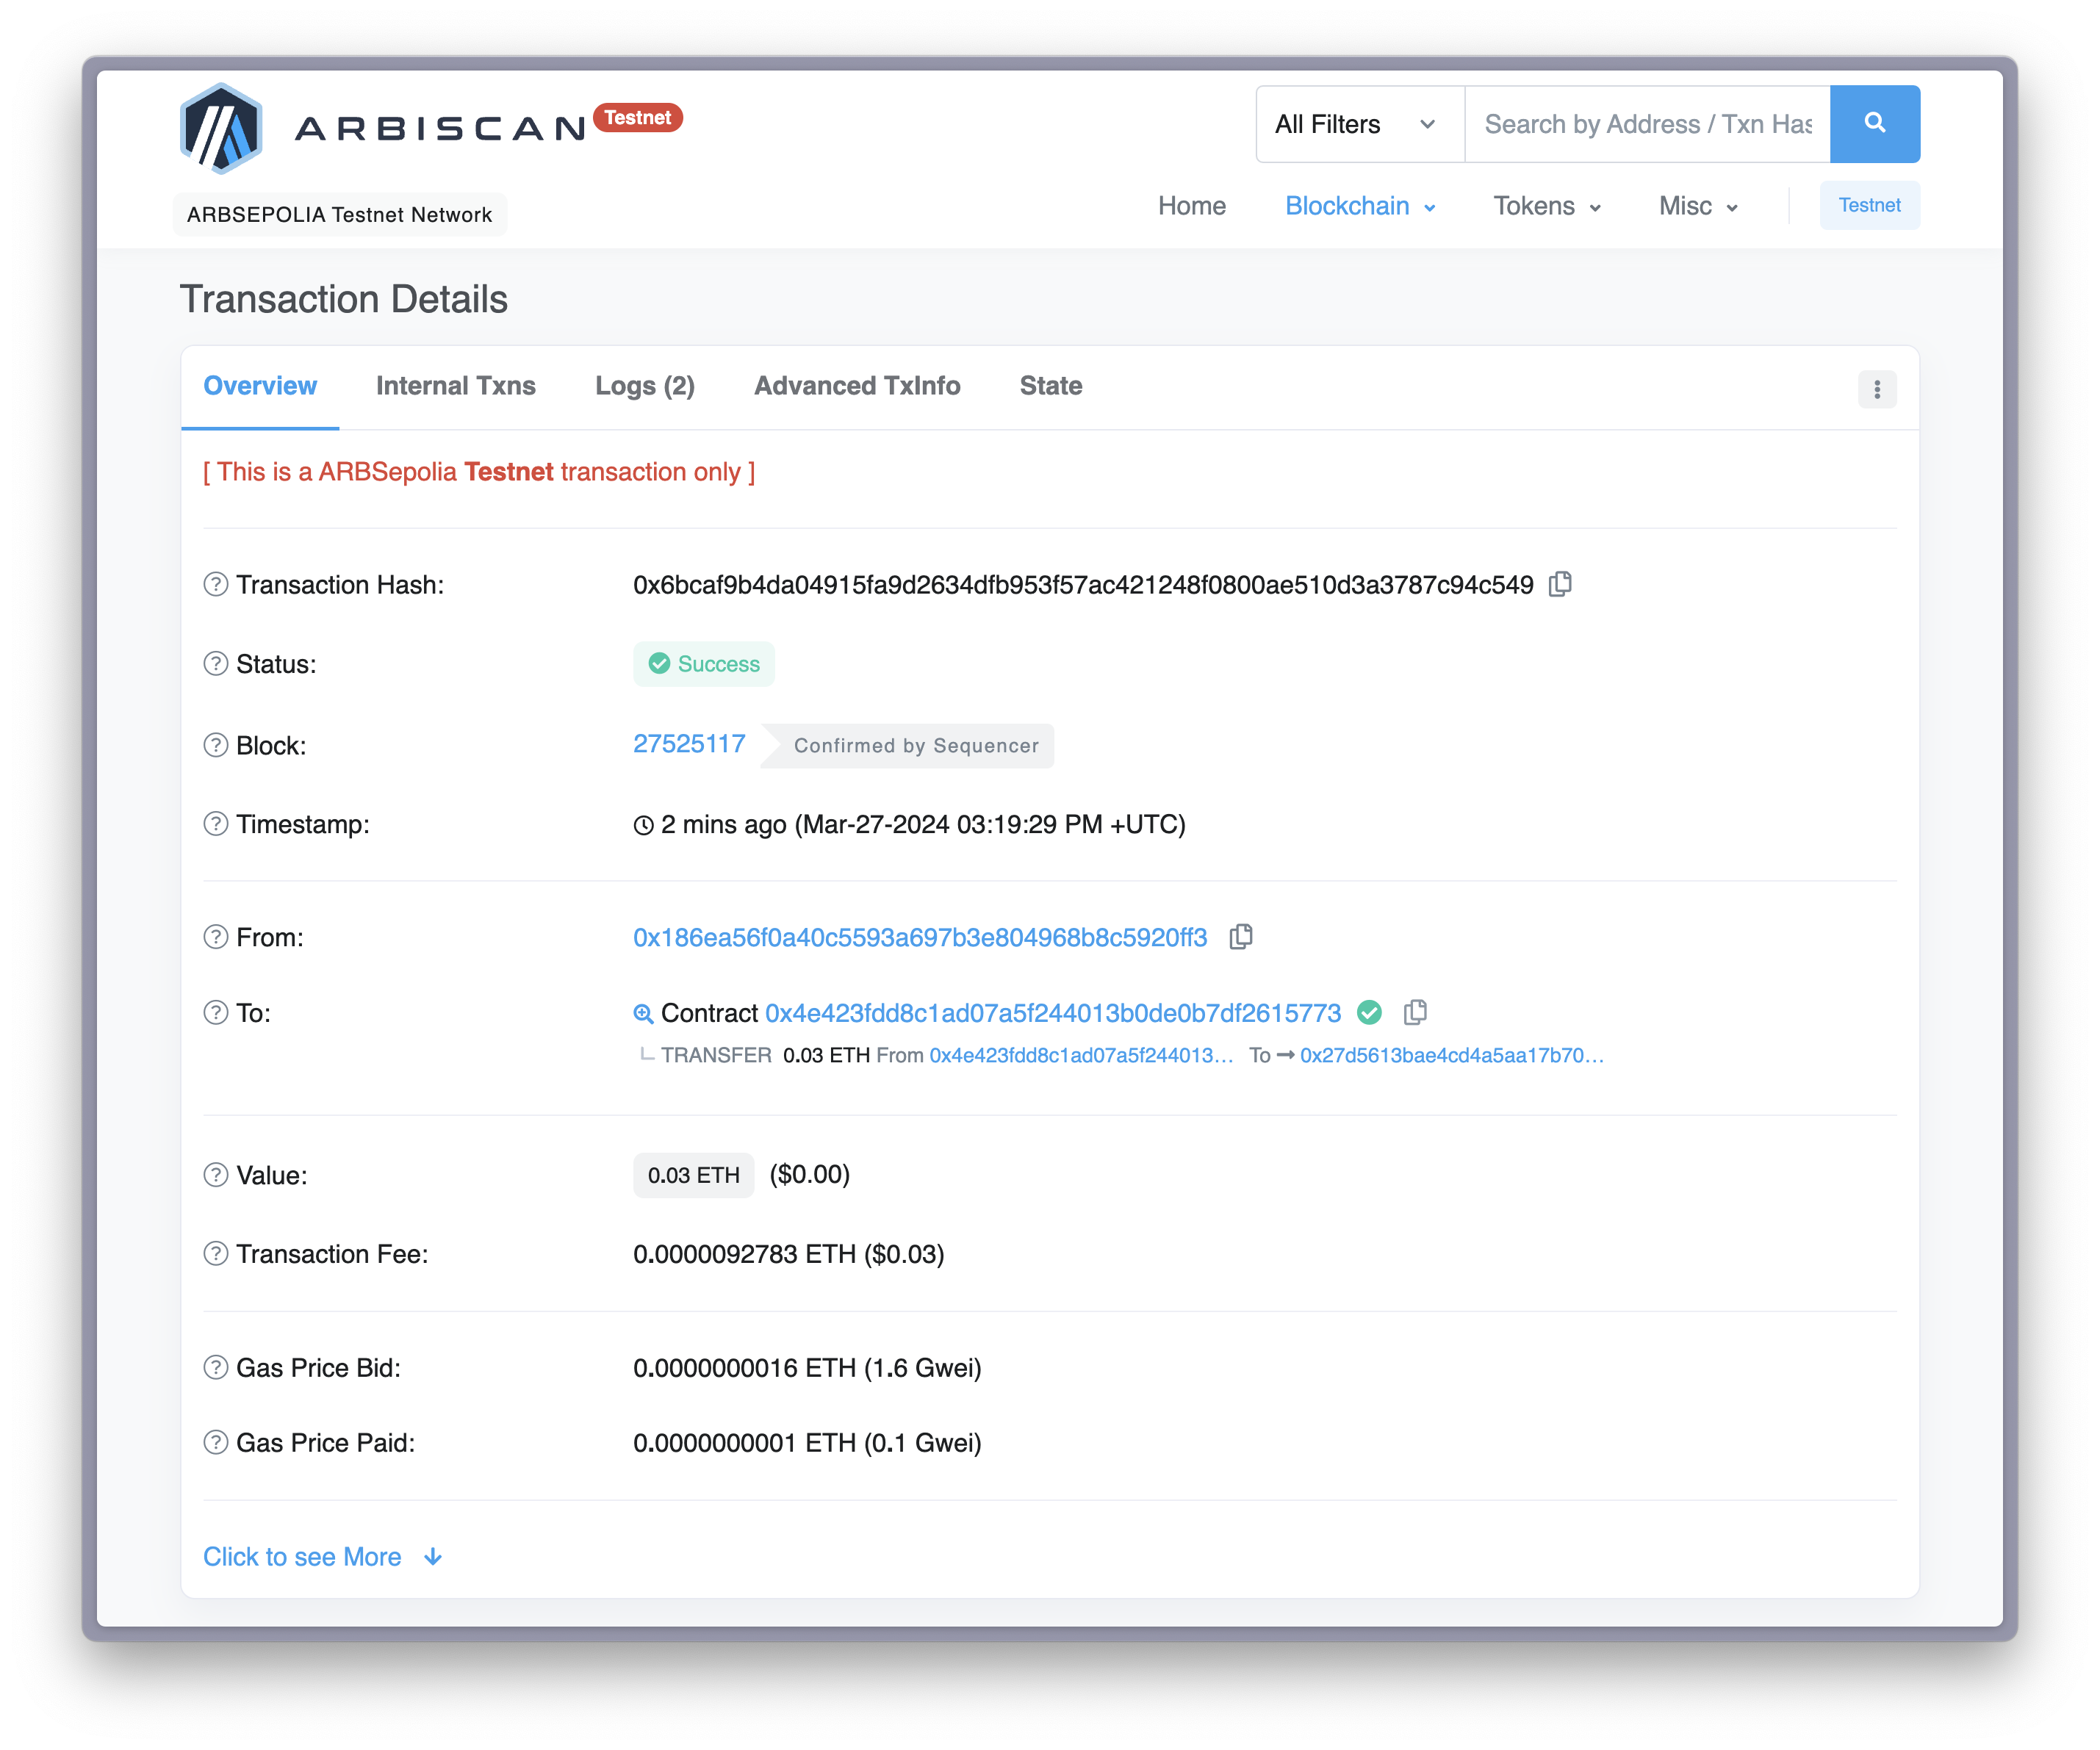 ARBISCAN Testnet
All Filters
Search by Address / Txn Has
ARBSEPOLIA Testnet Network
Home Blockchain Tokens Misc Testnet
Transaction Details
Overview Internal Txns Logs (2) Advanced TxInfo State
[ This is a ARBSepolia Testnet transaction only ]
Transaction Hash: 0x6bcaf9b4da04915fa9d2634dfb953f57ac421248f0800ae510d3a3787c94c549
Status: Success
Block: 27525117 Confirmed by Sequencer
Timestamp: 2 mins ago (Mar-27-2024 03:19:29 PM +UTC)
From: 0x186ea56f0a40c5593a697b3e804968b8c5920ff3
To: Contract 0x4e423fdd8c1ad07a5f244013b0de0b7df2615773
TRANSFER 0.03 ETH From 0x4e423fdd8c1ad07a5f244013... To → 0x27d5613bae4cd4a5aa17b70...
Value: 0.03 ETH ($0.00)
Transaction Fee: 0.0000092783 ETH ($0.03)
Gas Price Bid: 0.0000000016 ETH (1.6 Gwei)
Gas Price Paid: 0.0000000001 ETH (0.1 Gwei)
Click to see More ↓